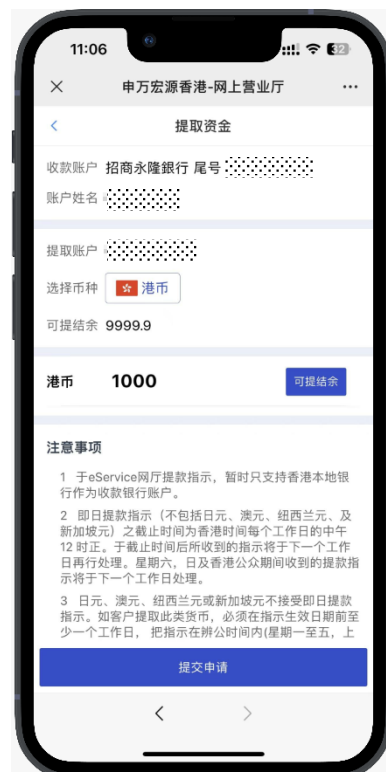 11:06
32
申万宏源香港-网上营业厅
提取资金
收款账户 招商永隆銀行 尾号
账户姓名
提取账户
选择币种 港币
可提结余 9999.9
港币 1000 可提结余
注意事项
1 于eService网厅提款指示，暂时只支持香港本地银
行作为收款银行账户。
2 即日提款指示（不包括日元、澳元、纽西兰元、及
新加坡元）之截止时间为香港时间每个工作日的中午
12 时正。于截止时间后所收到的指示将于下一个工作
日再行处理。星期六，日及香港公众期间收到的提款指
示将于下一个工作日处理。
3 日元、澳元、纽西兰元或新加坡元不接受即日提款
指示。如客户提取此类货币，必须在指示生效日期前至
少一个工作日， 把指示在辨公时间内(星期一至五，上
提交申请